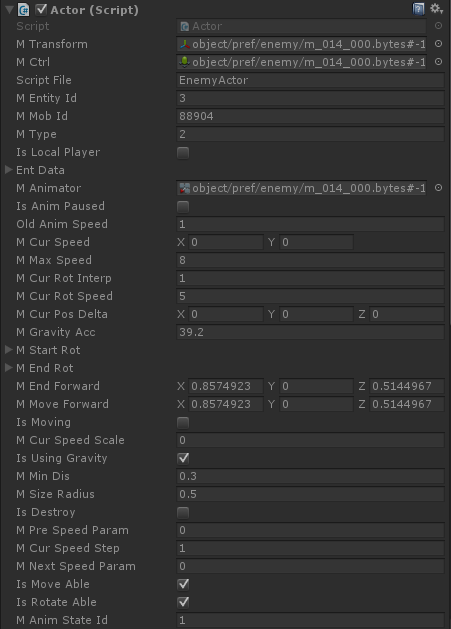 Actor (Script)
Script Actor
M Transform object/pref/enemy/m_014_000.bytes#-1
M Ctrl object/pref/enemy/m_014_000.bytes#-1
Script File EnemyActor
M Entity Id 3
M Mob Id 88904
M Type 2
Is Local Player
Ent Data
M Animator object/pref/enemy/m_014_000.bytes#-1
Is Anim Paused
Old Anim Speed 1
M Cur Speed X 0 Y 0
M Max Speed 8
M Cur Rot Interp 1
M Cur Rot Speed 5
M Cur Pos Delta X 0 Y 0 Z 0
M Gravity Acc 39.2
M Start Rot
M End Rot
M End Forward X 0.8574923 Y 0 Z 0.5144967
M Move Forward X 0.8574923 Y 0 Z 0.5144967
Is Moving
M Cur Speed Scale 0
Is Using Gravity
M Min Dis 0.3
M Size Radius 0.5
Is Destroy
M Pre Speed Param 0
M Cur Speed Step 1
M Next Speed Param 0
Is Move Able
Is Rotate Able
M Anim State Id 1